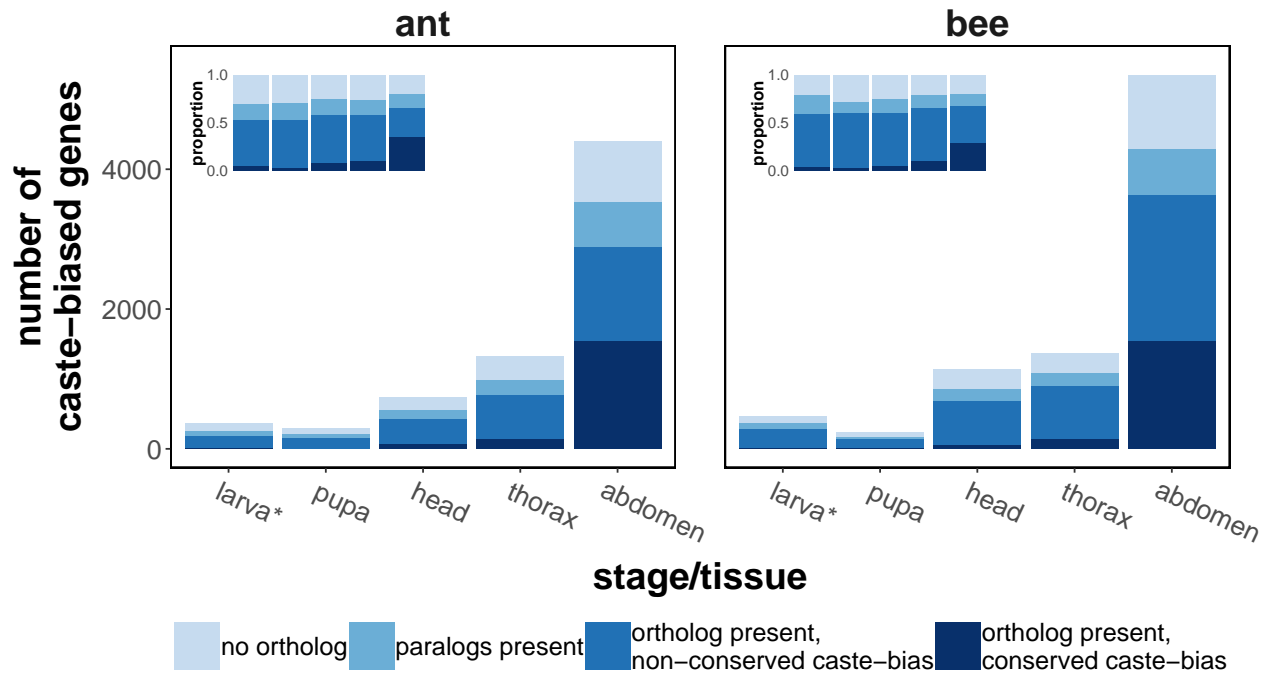 ant
bee
number of
caste−biased genes
4000
2000
0
proportion
1.0
0.5
0.0
proportion
1.0
0.5
0.0
larva*
pupa
head
thorax
abdomen
larva*
pupa
head
thorax
abdomen
stage/tissue
no ortholog
paralogs present
ortholog present,
non−conserved caste−bias
ortholog present,
conserved caste−bias